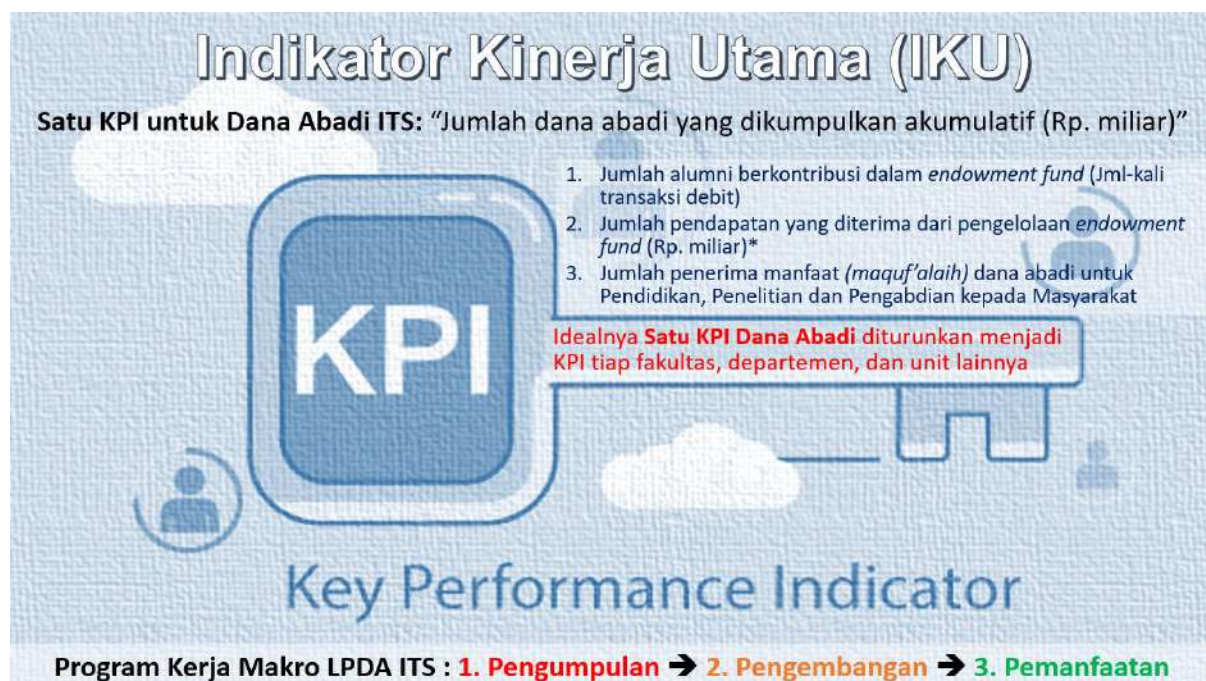 Indikator Kinerja Utama (IKU)
Satu KPI untuk Dana Abadi ITS: “Jumlah dana abadi yang dikumpulkan akumulatif (Rp. miliar)”
1. Jumlah alumni berkontribusi dalam endowment fund (Jml-kali
transaksi debit)
2. Jumlah pendapatan yang diterima dari pengelolaan endowment
fund (Rp. miliar)*
3. Jumlah penerima manfaat (maquf’alaih) dana abadi untuk
Pendidikan, Penelitian dan Pengabdian kepada Masyarakat
KPI
Idealnya Satu KPI Dana Abadi diturunkan menjadi
KPI tiap fakultas, departemen, dan unit lainnya
Key Performance Indicator
Program Kerja Makro LPDA ITS : 1. Pengumpulan ➔ 2. Pengembangan ➔ 3. Pemanfaatan